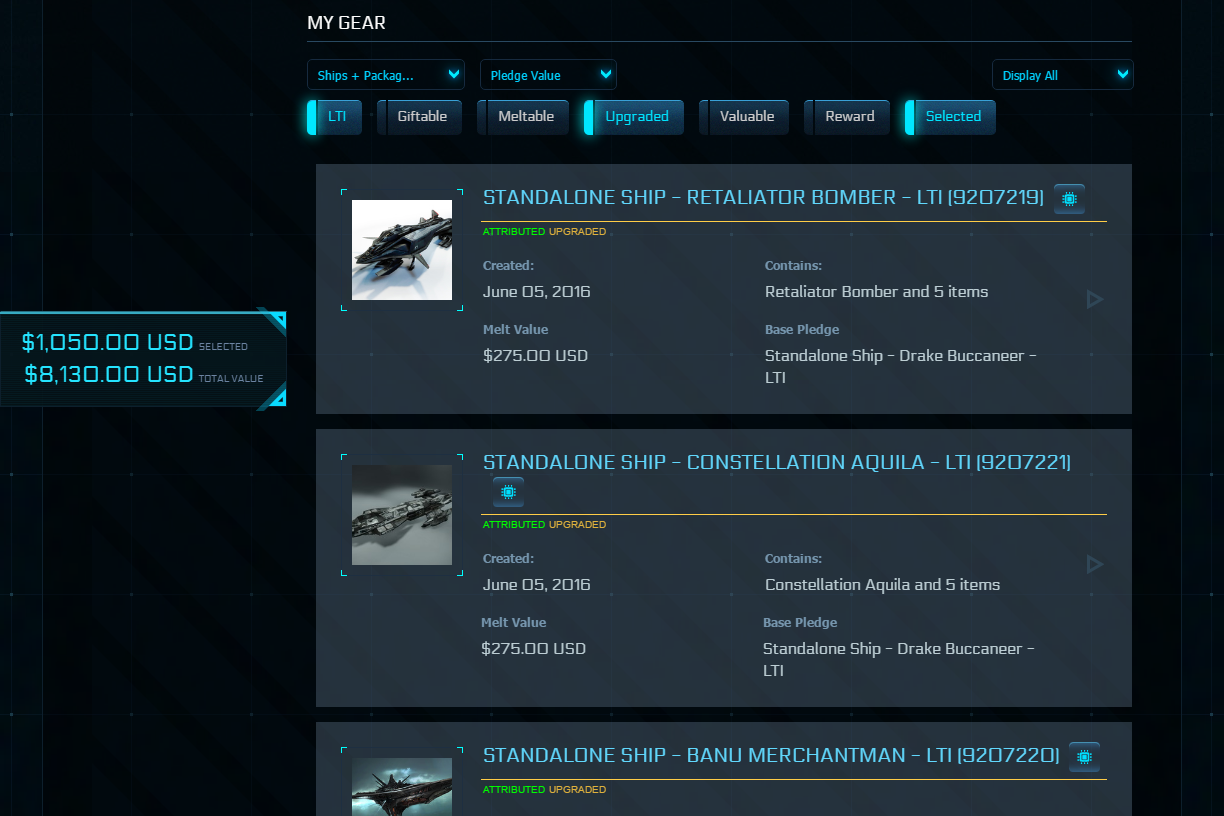 MY GEAR
Ships + Packag... Pledge Value Display All
LTI Giftable Meltable Upgraded Valuable Reward Selected
STANDALONE SHIP - RETALIATOR BOMBER - LTI (9207219)
ATTRIBUTED UPGRADED
Created: Contains:
June 05, 2016 Retaliator Bomber and 5 items
Melt Value Base Pledge
$275.00 USD Standalone Ship - Drake Buccaneer -
LTI
$1,050.00 USD SELECTED
$8,130.00 USD TOTAL VALUE
STANDALONE SHIP - CONSTELLATION AQUILA - LTI (9207221)
ATTRIBUTED UPGRADED
Created: Contains:
June 05, 2016 Constellation Aquila and 5 items
Melt Value Base Pledge
$275.00 USD Standalone Ship - Drake Buccaneer -
LTI
STANDALONE SHIP - BANU MERCHANTMAN - LTI (9207220)
ATTRIBUTED UPGRADED